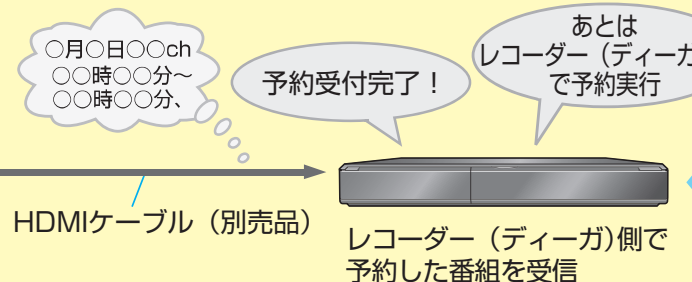 ○月○日○○ch
○○時○○分～
○○時○○分、
予約受付完了！
あとは
レコーダー（ディーガ
で予約実行
HDMIケーブル（別売品）
レコーダー（ディーガ）側で
予約した番組を受信